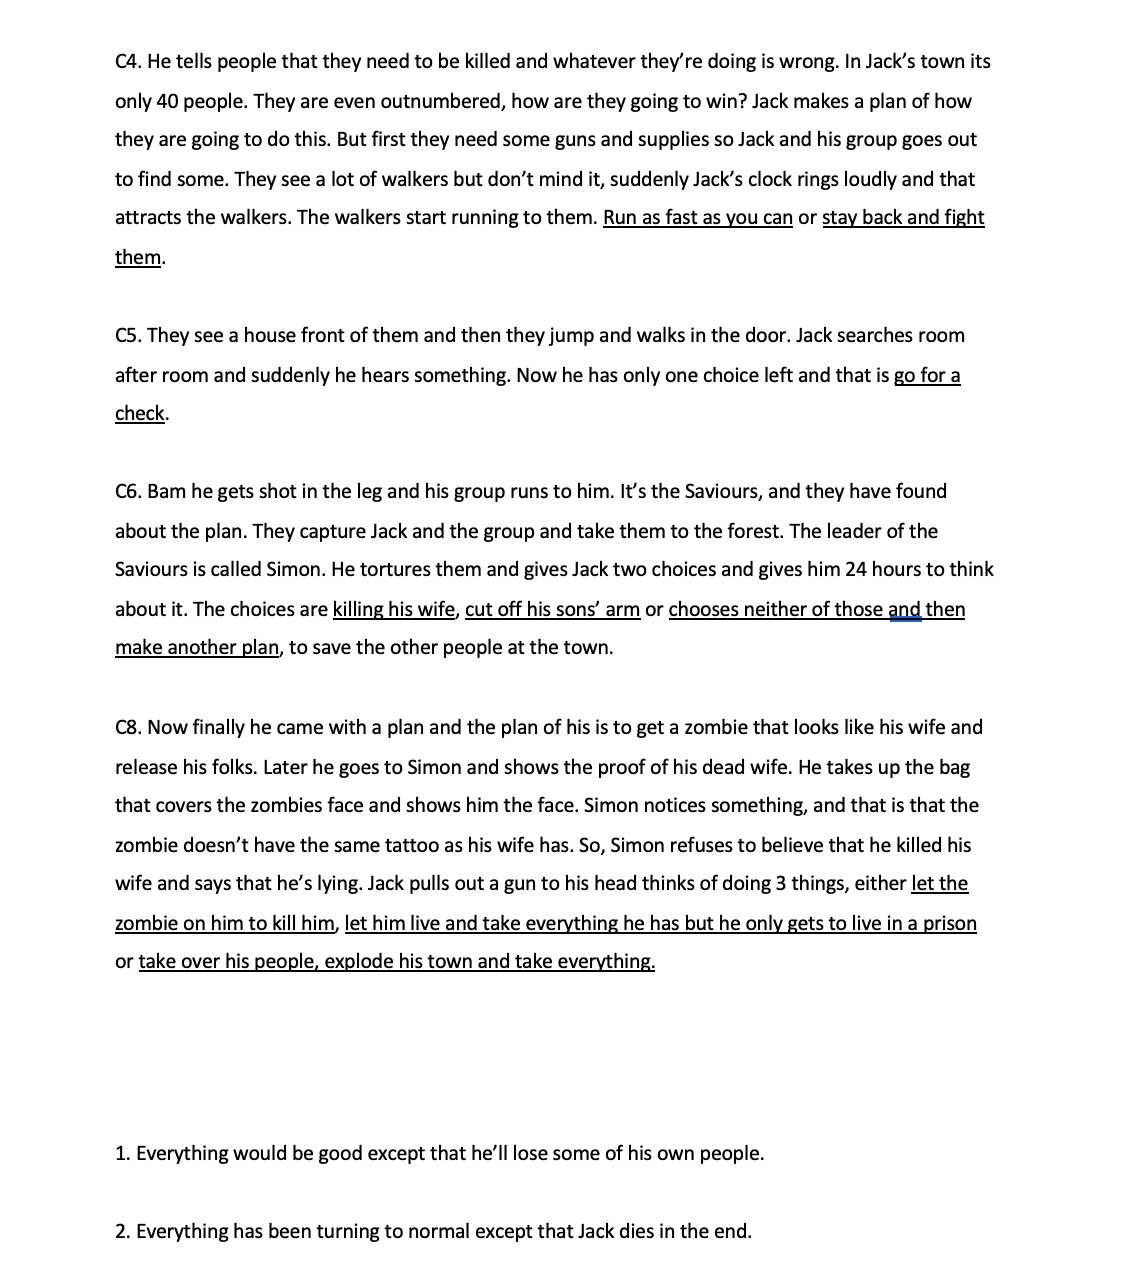 C4. He tells people that they need to be killed and whatever they’re doing is wrong. In Jack’s town its
only 40 people. They are even outnumbered, how are they going to win? Jack makes a plan of how
they are going to do this. But first they need some guns and supplies so Jack and his group goes out
to find some. They see a lot of walkers but don’t mind it, suddenly Jack’s clock rings loudly and that
attracts the walkers. The walkers start running to them. Run as fast as you can or stay back and fight
them.
C5. They see a house front of them and then they jump and walks in the door. Jack searches room
after room and suddenly he hears something. Now he has only one choice left and that is go for a
check.
C6. Bam he gets shot in the leg and his group runs to him. It’s the Saviours, and they have found
about the plan. They capture Jack and the group and take them to the forest. The leader of the
Saviours is called Simon. He tortures them and gives Jack two choices and gives him 24 hours to think
about it. The choices are killing his wife, cut off his sons’ arm or chooses neither of those and then
make another plan, to save the other people at the town.
C8. Now finally he came with a plan and the plan of his is to get a zombie that looks like his wife and
release his folks. Later he goes to Simon and shows the proof of his dead wife. He takes up the bag
that covers the zombies face and shows him the face. Simon notices something, and that is that the
zombie doesn’t have the same tattoo as his wife has. So, Simon refuses to believe that he killed his
wife and says that he’s lying. Jack pulls out a gun to his head thinks of doing 3 things, either let the
zombie on him to kill him, let him live and take everything he has but he only gets to live in a prison
or take over his people, explode his town and take everything.
1. Everything would be good except that he’ll lose some of his own people.
2. Everything has been turning to normal except that Jack dies in the end.